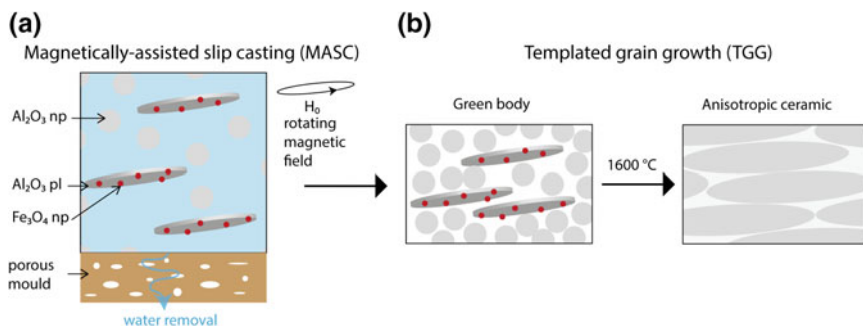 (a)
Magnetically-assisted slip casting (MASC)
Al₂O₃ np
Al₂O₃ pl
Fe₃O₄ np
porous
mould
water removal
H₀
rotating
magnetic
field
(b)
Templated grain growth (TGG)
Green body
1600 °C
Anisotropic ceramic